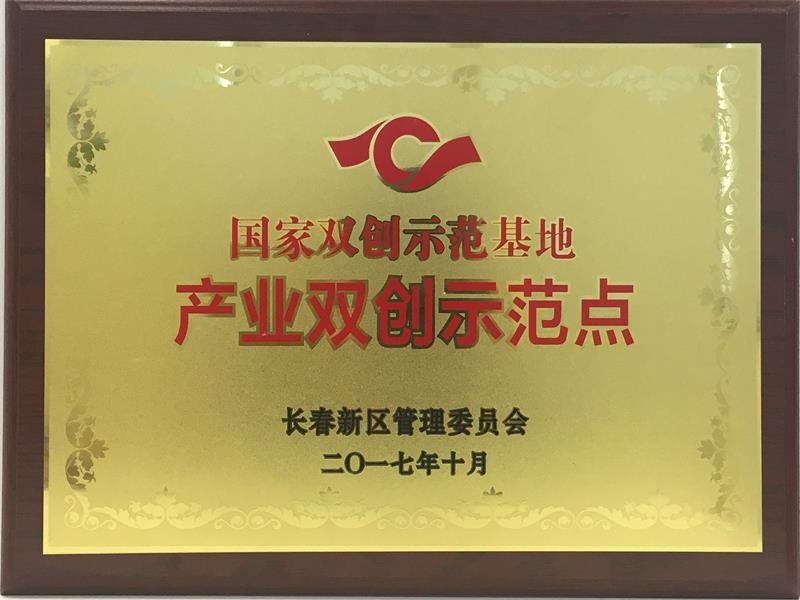 国家双创示范基地
产业双创示范点
长春新区管理委员会
二〇一七年十月